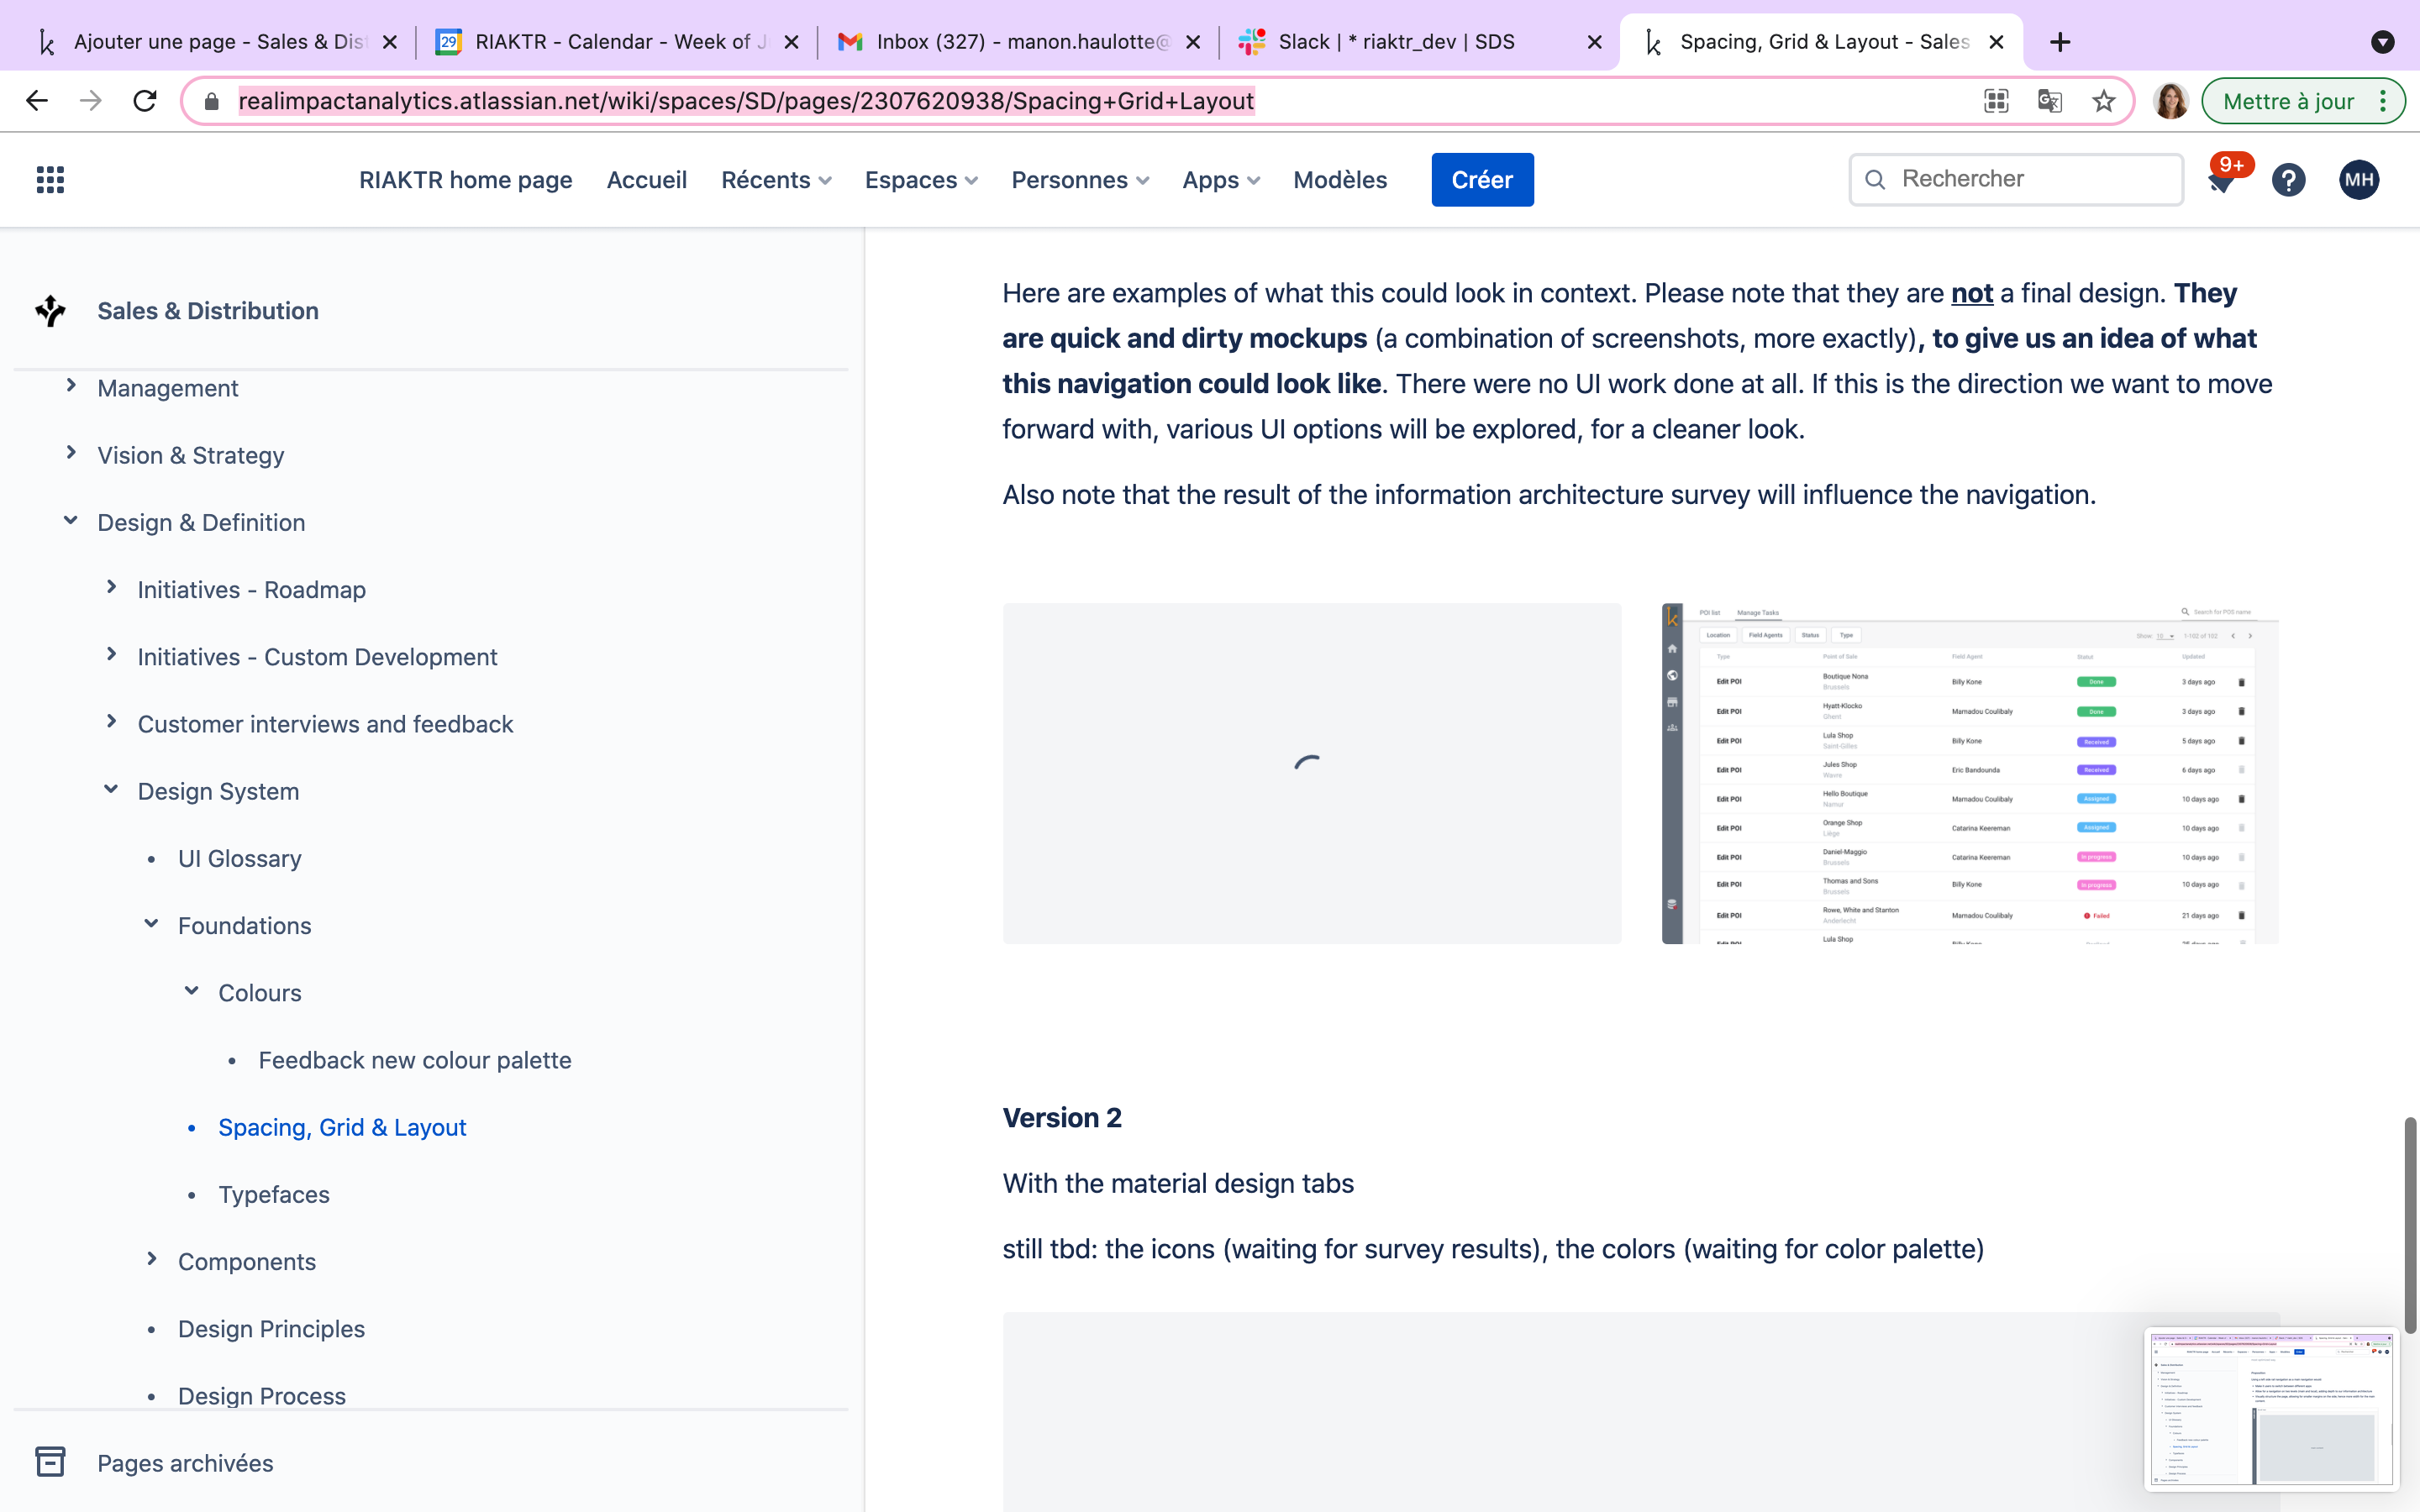 Ajouter une page - Sales & Dis
RIAKTR - Calendar - Week of J
Inbox (327) - manon.haulotte@
Slack | * riaktr_dev | SDS
Spacing, Grid & Layout - Sales
realimpactanalytics.atlassian.net/wiki/spaces/SD/pages/2307620938/Spacing+Grid+Layout
Mettre à jour
RIAKTR home page
Accueil
Récents
Espaces
Personnes
Apps
Modèles
Créer
Rechercher
9+
MH
Sales & Distribution
Management
Vision & Strategy
Design & Definition
Initiatives - Roadmap
Initiatives - Custom Development
Customer interviews and feedback
Design System
UI Glossary
Foundations
Colours
Feedback new colour palette
Spacing, Grid & Layout
Typefaces
Components
Design Principles
Design Process
Pages archivées
Here are examples of what this could look in context. Please note that they are not a final design. They
are quick and dirty mockups (a combination of screenshots, more exactly), to give us an idea of what
this navigation could look like. There were no UI work done at all. If this is the direction we want to move
forward with, various UI options will be explored, for a cleaner look.
Also note that the result of the information architecture survey will influence the navigation.
POI list Manage Tasks Search for POS name
Location Field Agents Status Type Show: 10 1-102 of 102
Type Point of Sale Field Agent Status Updated
Edit POI Boutique Nona Billy Kone Done 3 days ago
Brussels
Edit POI Hyatt-Klocko Mamadou Coulibaly Done 3 days ago
Ghent
Edit POI Lula Shop Billy Kone Received 5 days ago
Saint-Gilles
Edit POI Jules Shop Eric Bandounda Received 6 days ago
Wavre
Edit POI Hello Boutique Mamadou Coulibaly Assigned 10 days ago
Namur
Edit POI Orange Shop Catarina Keereman Assigned 10 days ago
Liège
Edit POI Daniel-Maggio Catarina Keereman In progress 10 days ago
Brussels
Edit POI Thomas and Sons Billy Kone In progress 10 days ago
Brussels
Edit POI Rowe, White and Stanton Mamadou Coulibaly Failed 21 days ago
Anderlecht
Lula Shop
Version 2
With the material design tabs
still tbd: the icons (waiting for survey results), the colors (waiting for color palette)